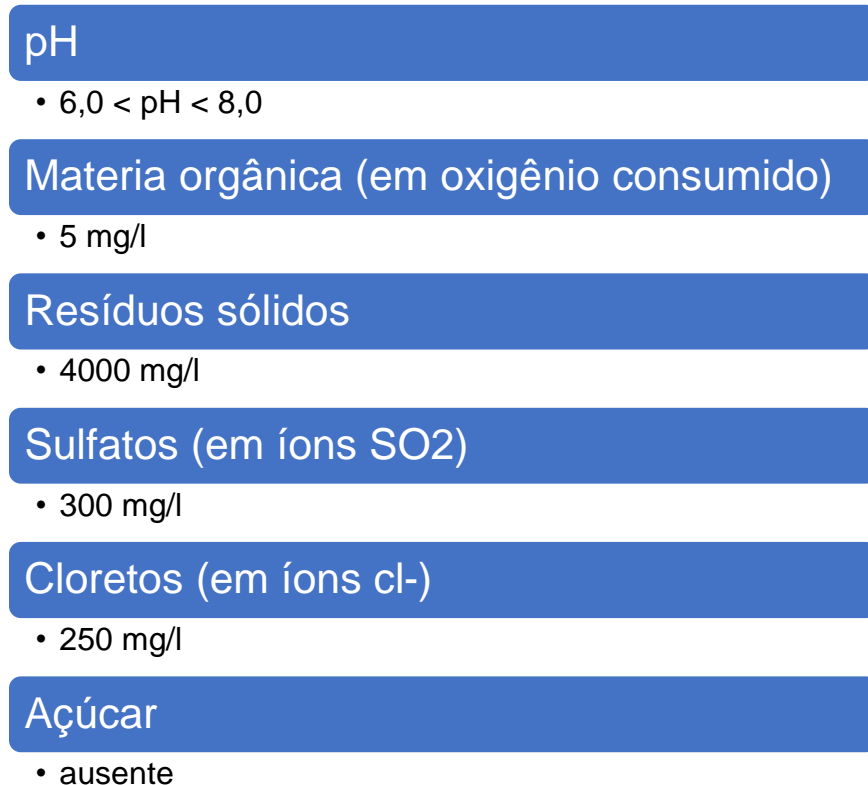 pH
• 6,0 < pH < 8,0
Materia orgânica (em oxigênio consumido)
• 5 mg/l
Resíduos sólidos
• 4000 mg/l
Sulfatos (em íons SO2)
• 300 mg/l
Cloretos (em íons cl-)
• 250 mg/l
Açúcar
• ausente